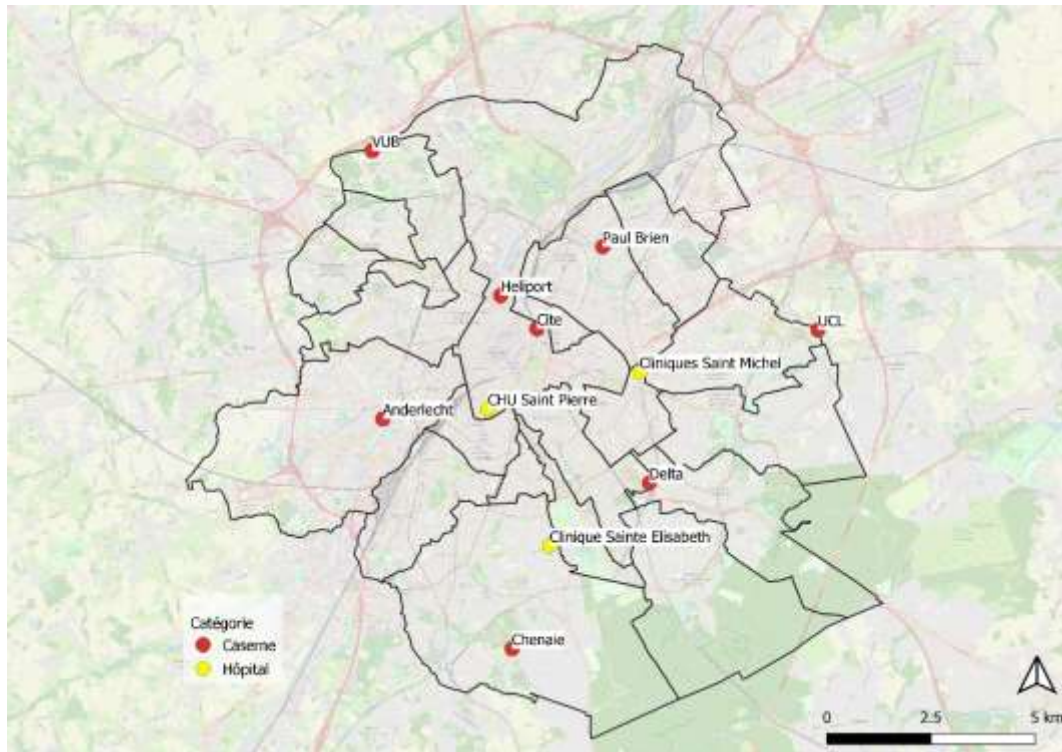 VUB
Paul Brien
Heliport
Cite
UCL
Cliniques Saint Michel
CHU Saint Pierre
Anderlecht
Delta
Clinique Sainte Elisabeth
Chenaie
Catégorie
Caserne
Hôpital
0 2.5 5 km